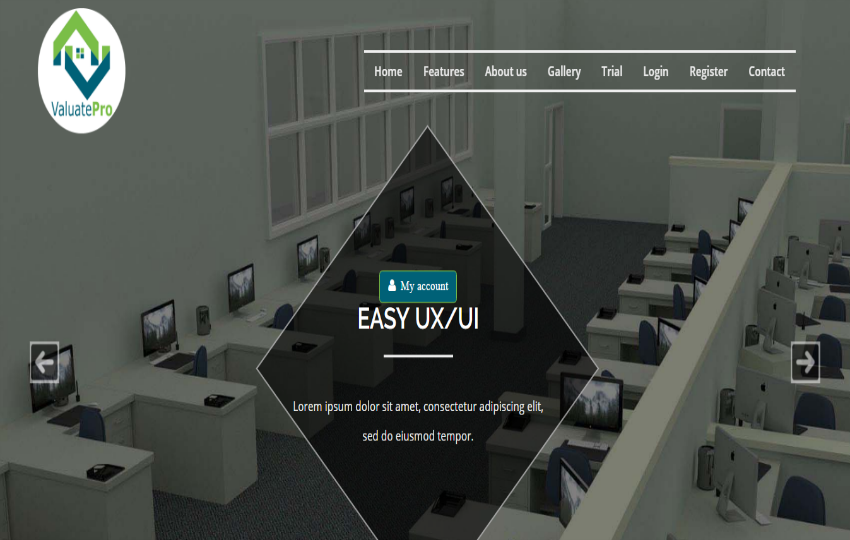 ValuatePro
Home Features About us Gallery Trial Login Register Contact
My account
EASY UX/UI
Lorem ipsum dolor sit amet, consectetur adipiscing elit,
sed do eiusmod tempor.